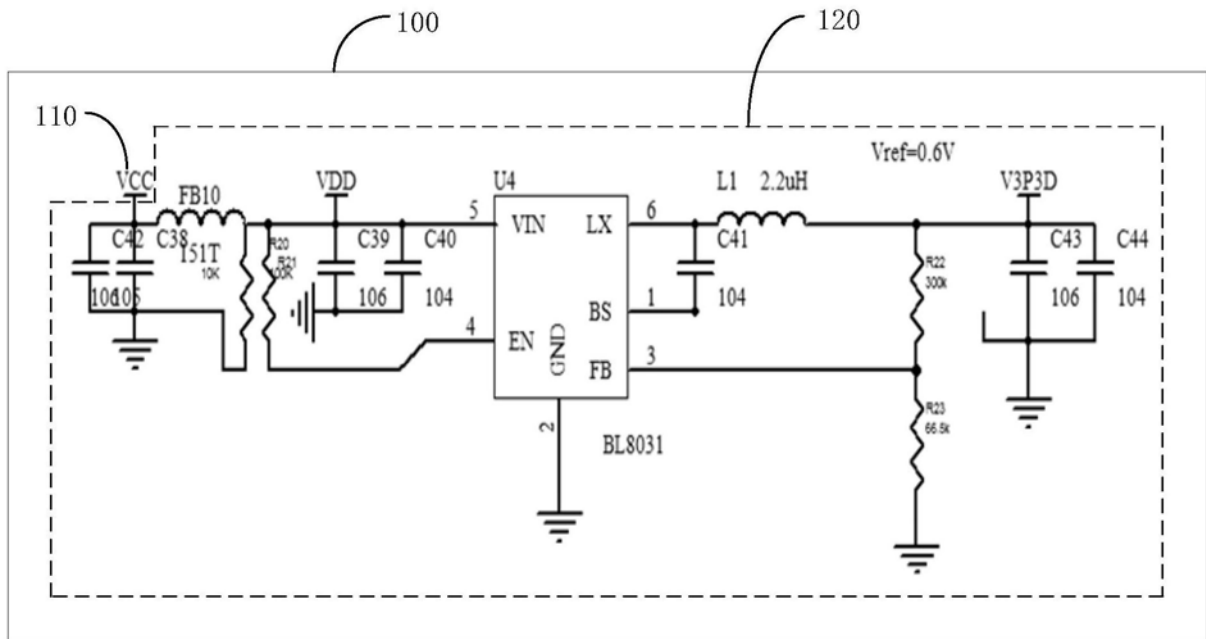 100
120
110
Vref=0.6V
VCC
FB10
VDD
U4
L1 2.2uH
V3P3D
5
VIN
LX
6
C42
C38
151T
10K
R20
R21
100K
C39
C40
C41
R22
300k
C43
C44
106
105
106
104
4
EN
GND
BS
1
104
106
104
FB
3
R23
66.5k
2
BL8031